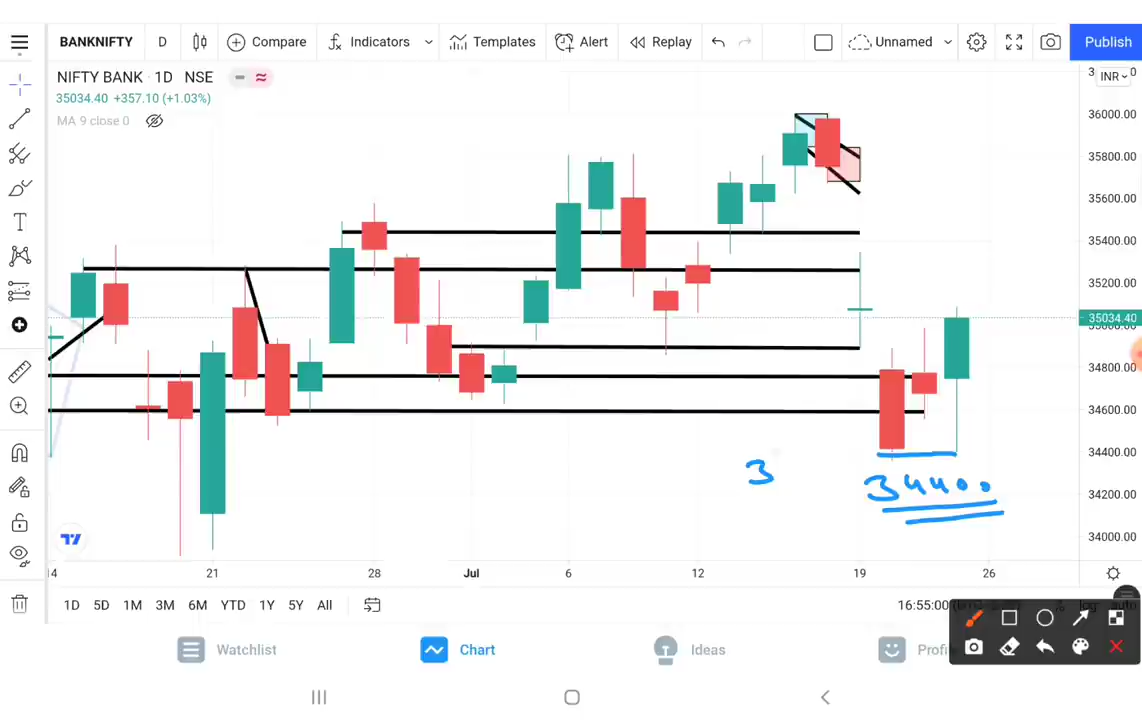 BANKNIFTY D Compare Indicators Templates Alert Replay Unnamed Publish
NIFTY BANK · 1D NSE
INR
35034.40 +357.10 (+1.03%)
MA 9 close 0
36000.00
35800.00
35600.00
35400.00
35200.00
35034.40
34800.00
34600.00
34400.00
34200.00
34000.00
3
34400
14 21 28 Jul 6 12 19 26
1D 5D 1M 3M 6M YTD 1Y 5Y All
16:55:00
Watchlist Chart Ideas